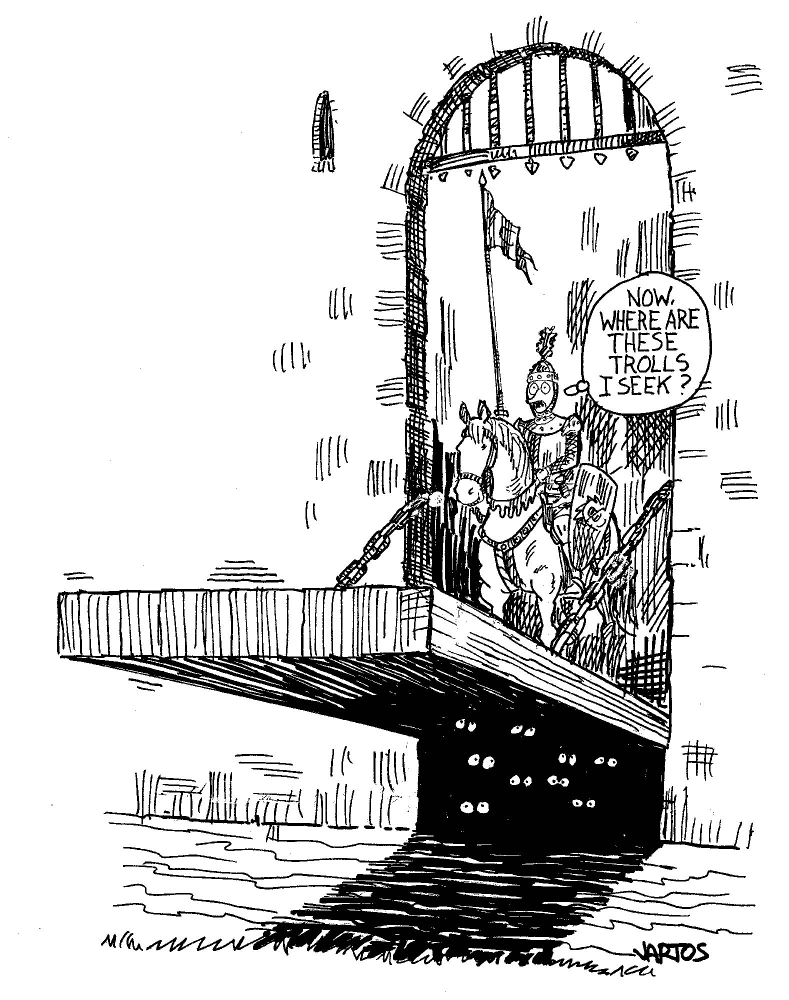 NOW,
WHERE ARE
THESE
TROLLS
I SEEK?
VARTOS